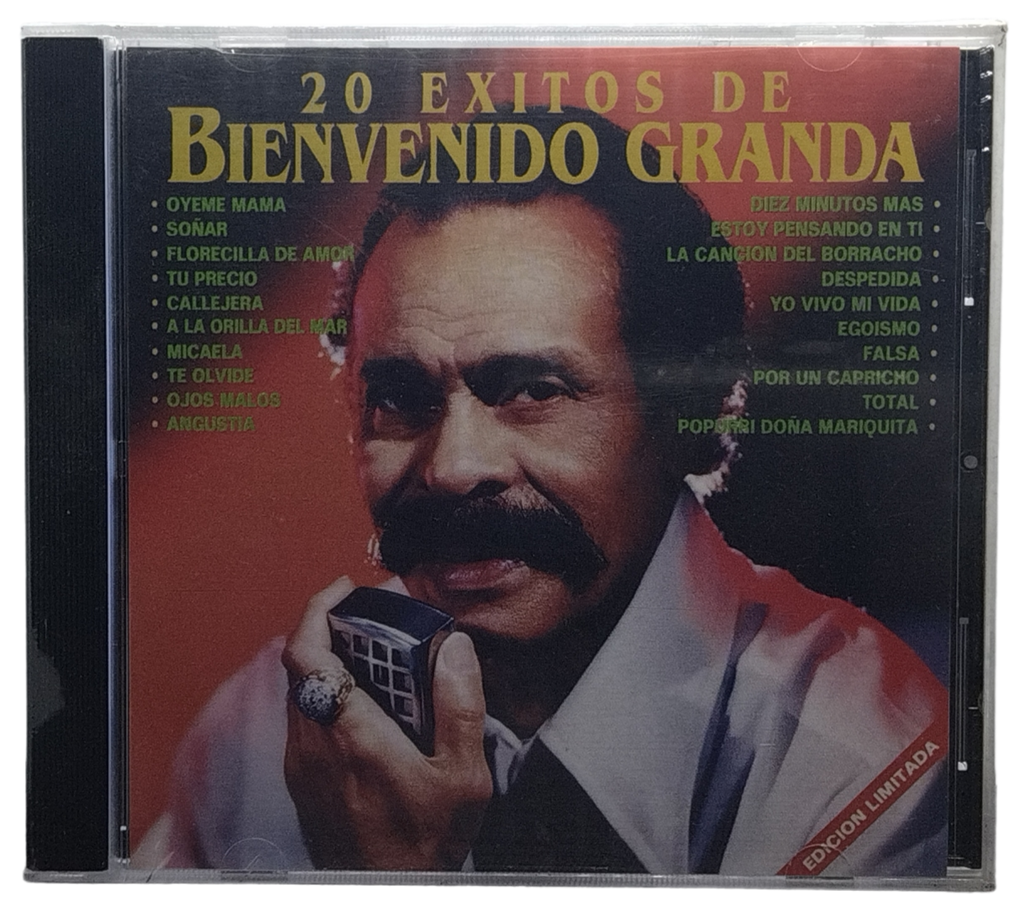 20 EXITOS DE
BIENVENIDO GRANDA
• OYEME MAMA
• SOÑAR
• FLORECILLA DE AMOR
• TU PRECIO
• CALLEJERA
• A LA ORILLA DEL MAR
• MICAELA
• TE OLVIDE
• OJOS MALOS
• ANGUSTIA
DIEZ MINUTOS MAS •
ESTOY PENSANDO EN TI •
LA CANCION DEL BORRACHO •
DESPEDIDA •
YO VIVO MI VIDA •
EGOISMO •
FALSA •
POR UN CAPRICHO •
TOTAL •
POPORRI DOÑA MARIQUITA •
EDICION LIMITADA